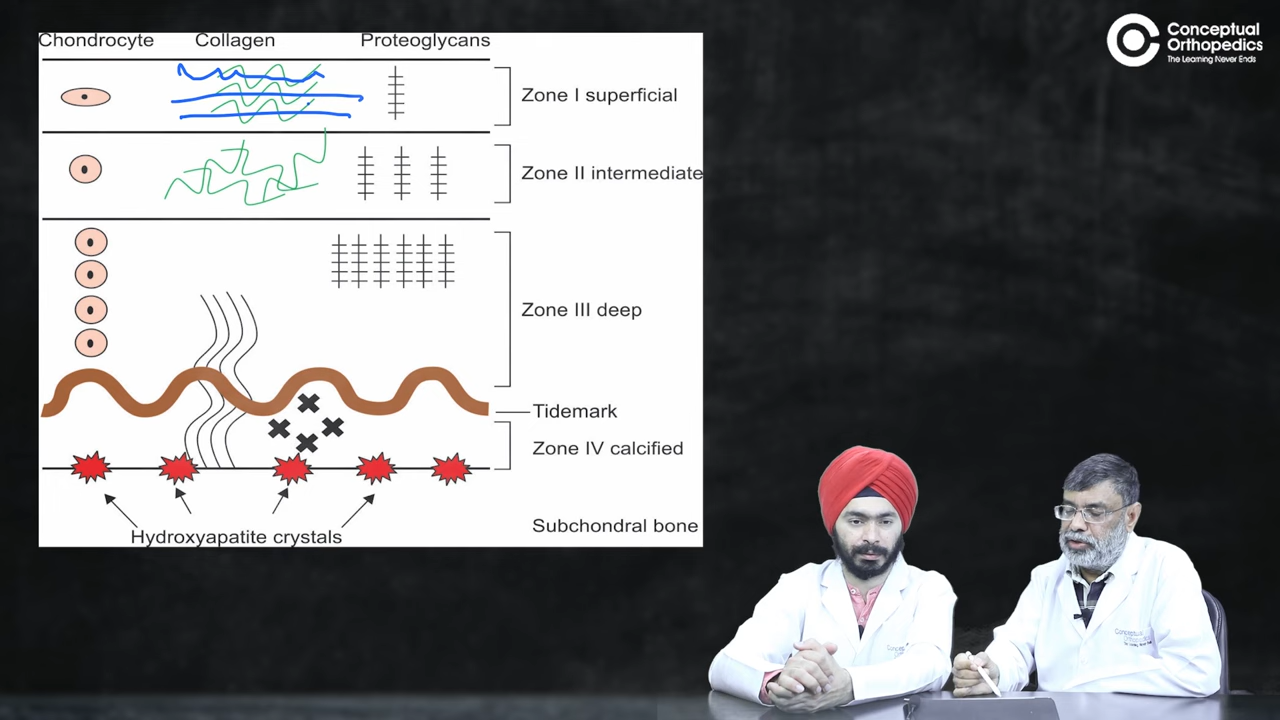 Chondrocyte Collagen Proteoglycans
Zone I superficial
Zone II intermediate
Zone III deep
Tidemark
Zone IV calcified
Hydroxyapatite crystals
Subchondral bone
Conceptual
Orthopedics
The Learning Never Ends